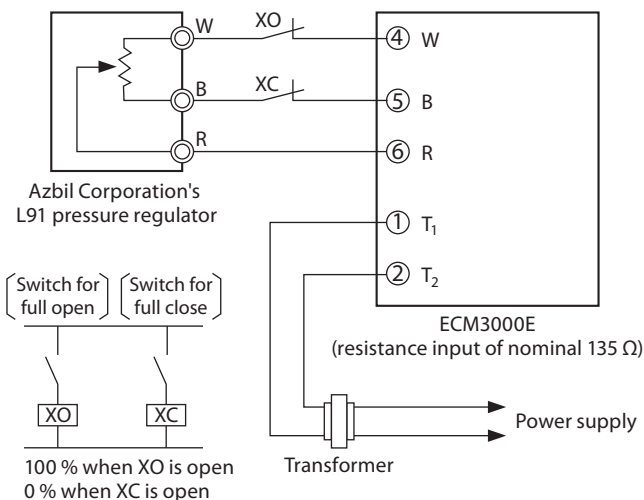 W XO 4 W
B XC 5 B
R 6 R
Azbil Corporation's
L91 pressure regulator
1 T1
2 T2
Switch for
full open
Switch for
full close
ECM3000E
(resistance input of nominal 135 Ω)
XO XC
Power supply
Transformer
100 % when XO is open
0 % when XC is open